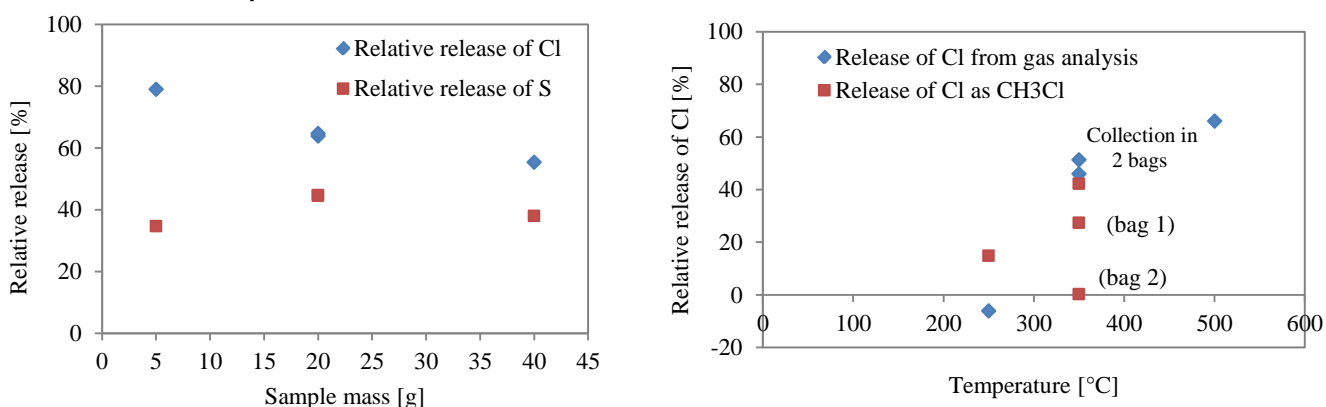 100
80
60
40
20
0
Relative release [%]
Relative release of Cl
Relative release of S
0 5 10 15 20 25 30 35 40 45
Sample mass [g]
100
80
60
40
20
0
-20
Relative release of Cl [%]
Release of Cl from gas analysis
Release of Cl as CH3Cl
Collection in
2 bags
(bag 1)
(bag 2)
0 100 200 300 400 500 600
Temperature [°C]